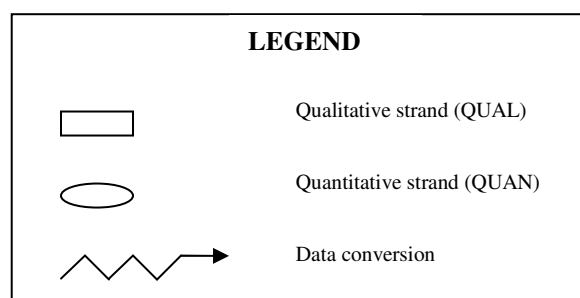 LEGEND
Qualitative strand (QUAL)
Quantitative strand (QUAN)
Data conversion